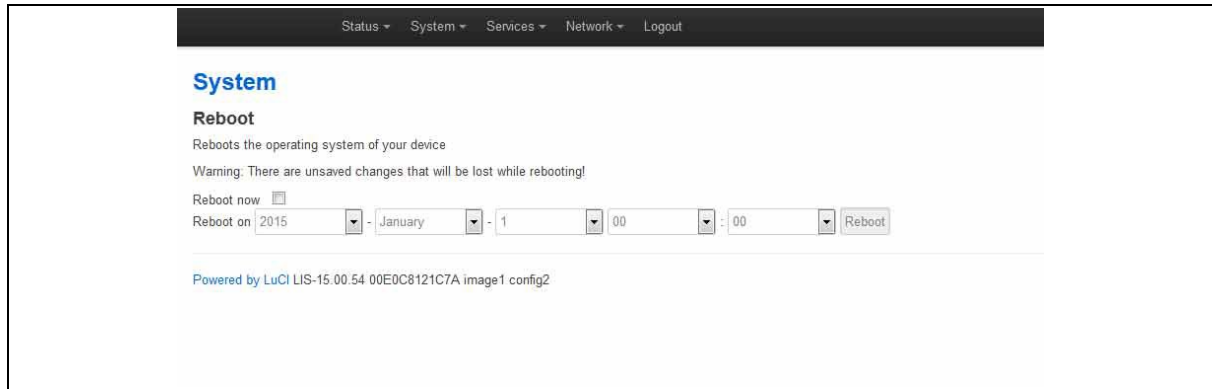 Status System Services Network Logout
System
Reboot
Reboots the operating system of your device
Warning: There are unsaved changes that will be lost while rebooting!
Reboot now
Reboot on 2015 - January - 1 00 : 00 Reboot
Powered by LuCI LIS-15.00.54 00E0C8121C7A image1 config2